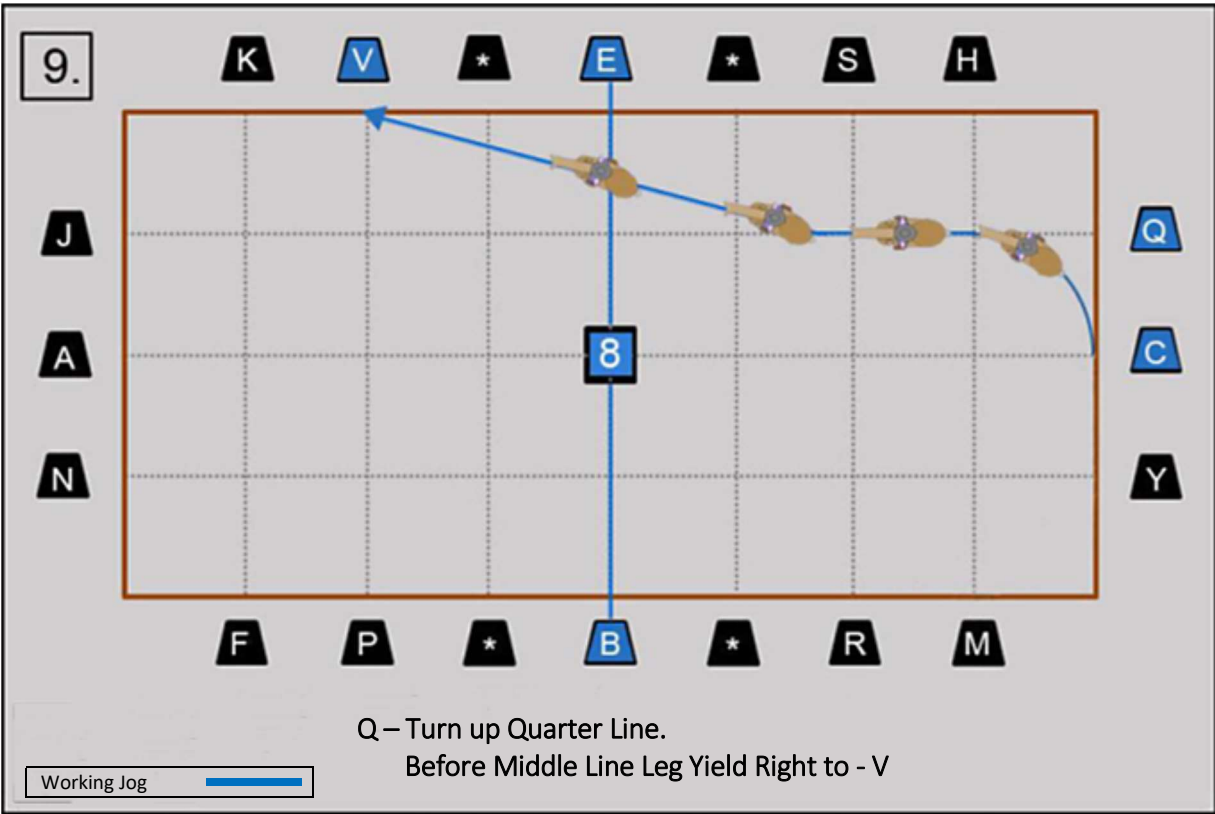 9.
K V * E * S H
J Q
8
A C
N Y
F P * B * R M
Q – Turn up Quarter Line.
Before Middle Line Leg Yield Right to - V
Working Jog